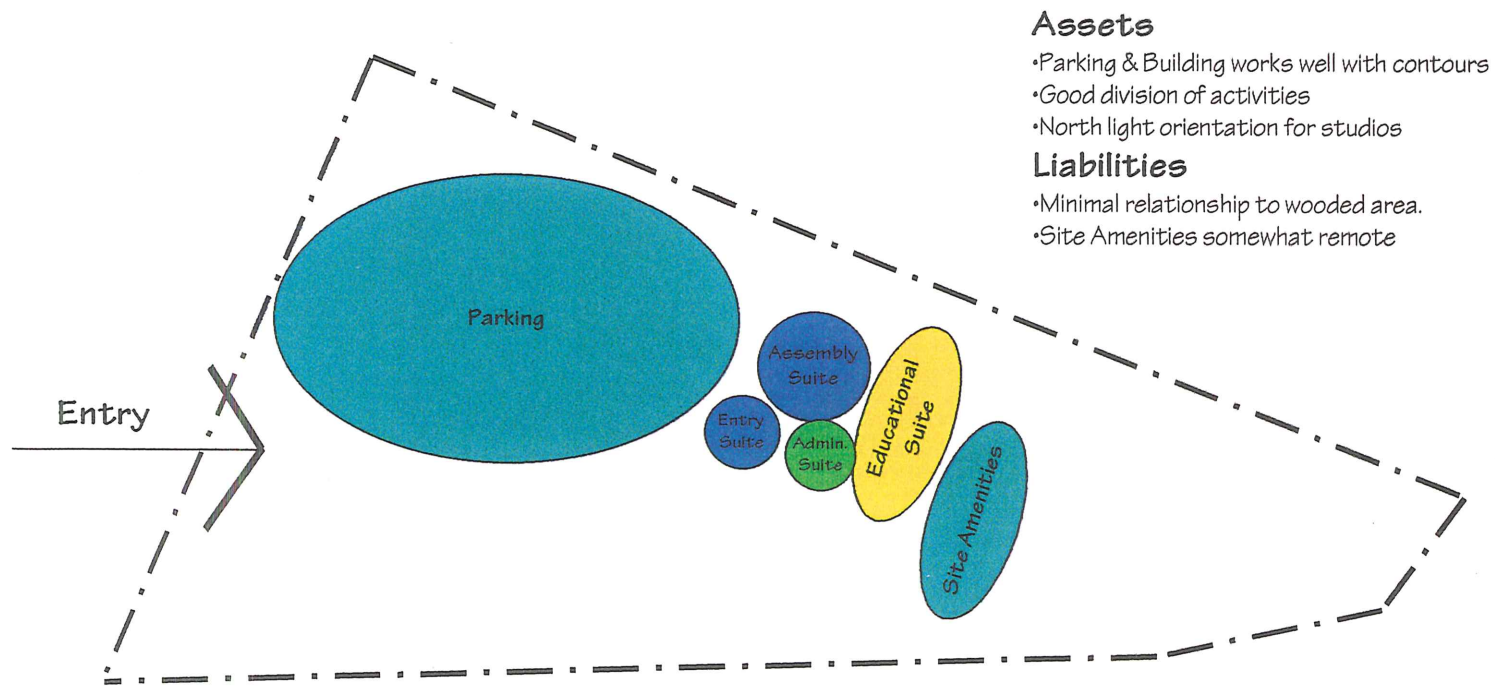 Assets
•Parking & Building works well with contours
•Good division of activities
•North light orientation for studios
Liabilities
•Minimal relationship to wooded area.
•Site Amenities somewhat remote
Parking
Entry
Assembly
Suite
Entry
Suite
Admin.
Suite
Educational
Suite
Site Amenities